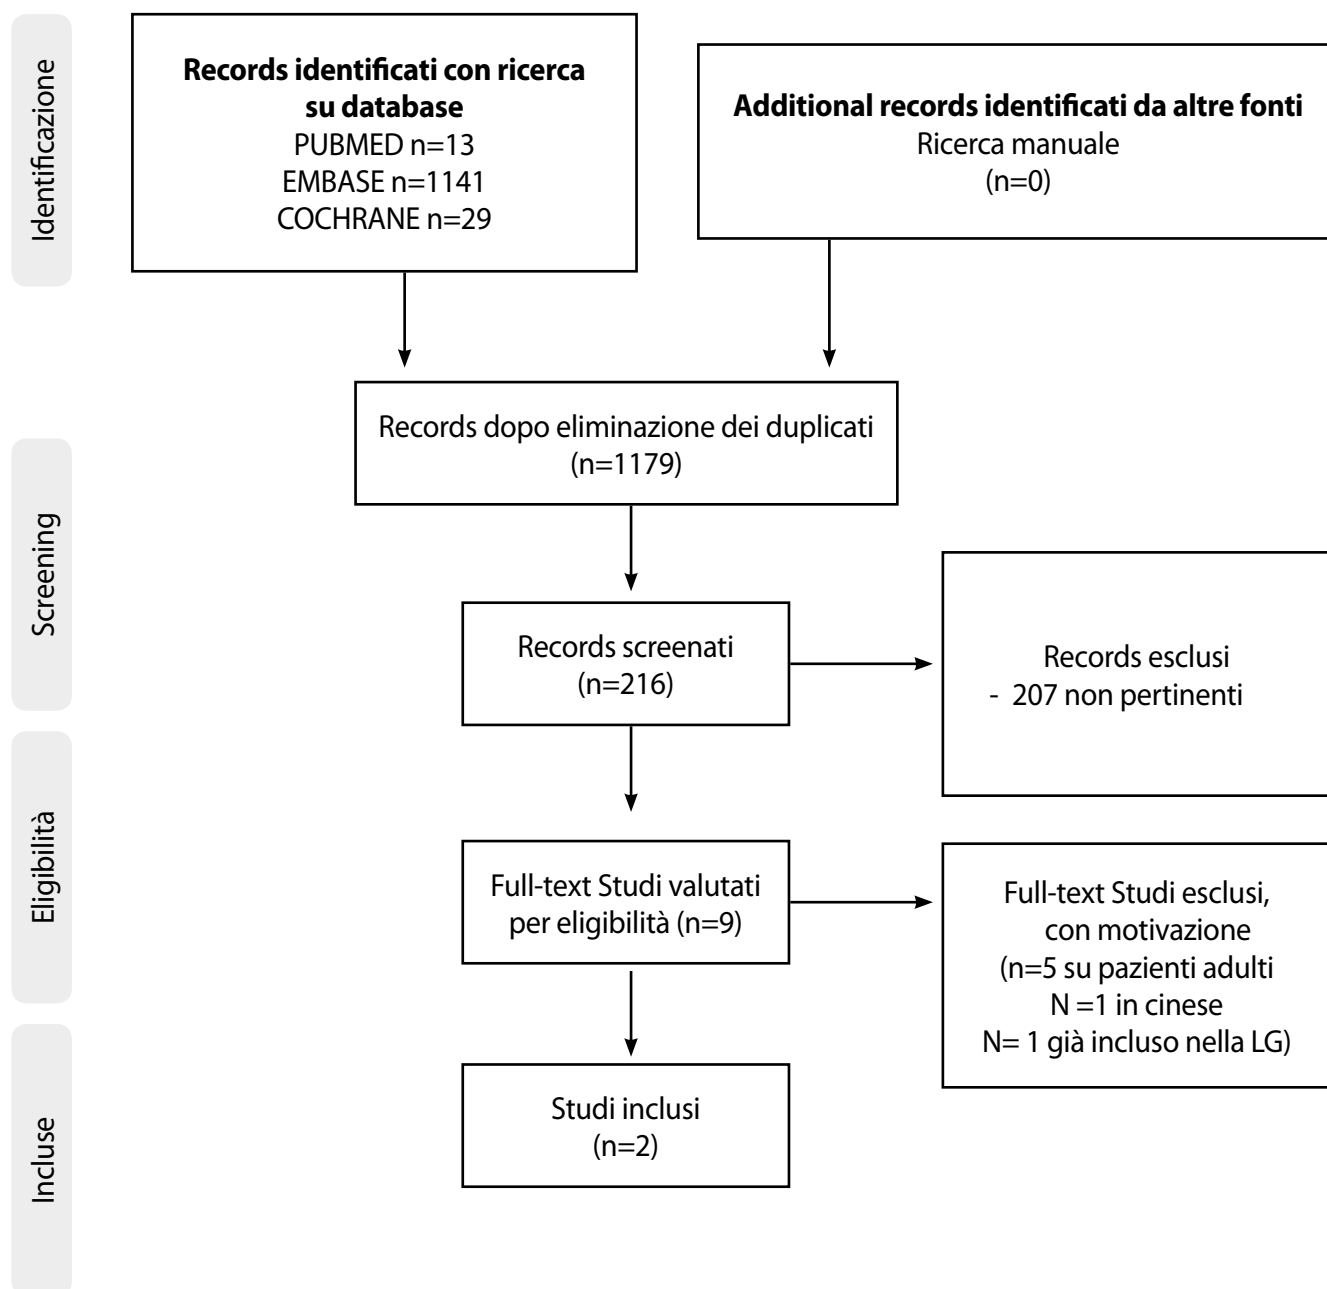 Identificazione
Records identificati con ricerca
su database
PUBMED n=13
EMBASE n=1141
COCHRANE n=29
Additional records identificati da altre fonti
Ricerca manuale
(n=0)
Records dopo eliminazione dei duplicati
(n=1179)
Screening
Records screenati
(n=216)
Records esclusi
- 207 non pertinenti
Eligibilità
Full-text Studi valutati
per eligibilità (n=9)
Full-text Studi esclusi,
con motivazione
(n=5 su pazienti adulti
N =1 in cinese
N= 1 già incluso nella LG)
Incluse
Studi inclusi
(n=2)